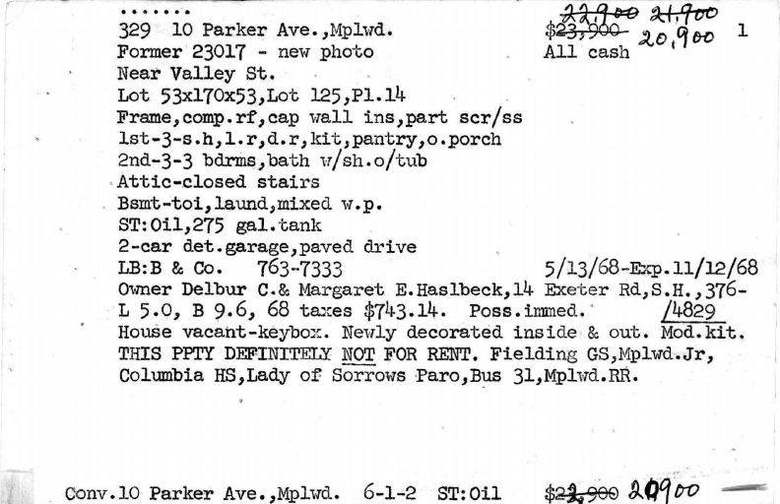 22,900 21,900
329 10 Parker Ave.,Mplwd. $23,900 20,900 1
Former 23017 - new photo All cash
Near Valley St.
Lot 53x170x53,Lot 125,Pl.14
Frame,comp.rf,cap wall ins,part scr/ss
1st-3-s.h,l.r,d.r,kit,pantry,o.porch
2nd-3-3 bdrms,bath w/sh.o/tub
Attic-closed stairs
Bsmt-toi,laund,mixed w.p.
ST:Oil,275 gal.tank
2-car det.garage,paved drive
LB:B & Co. 763-7333 5/13/68-Exp.11/12/68
Owner Delbur C.& Margaret E.Haslbeck,14 Exeter Rd,S.H.,376-
L 5.0, B 9.6, 68 taxes $743.14. Poss.immed. /4829
House vacant-keybox. Newly decorated inside & out. Mod.kit.
THIS PPTY DEFINITELY NOT FOR RENT. Fielding GS,Mplwd.Jr,
Columbia HS,Lady of Sorrows Paro,Bus 31,Mplwd.RR.
Conv.10 Parker Ave.,Mplwd. 6-1-2 ST:Oil 20900